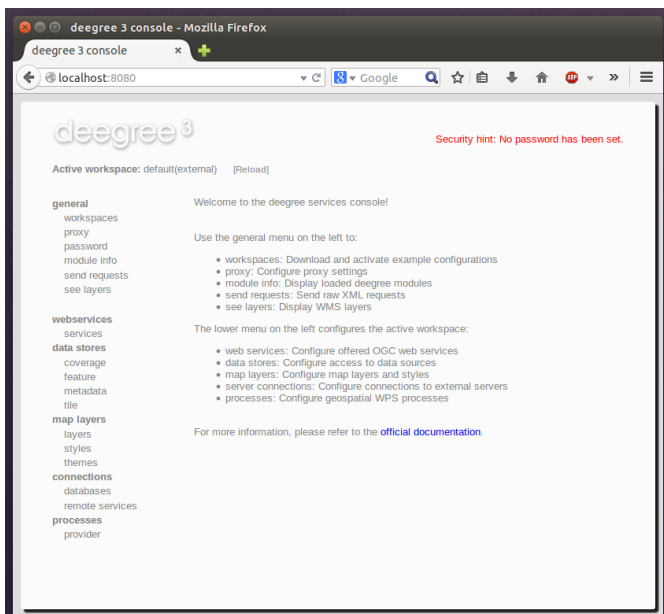 deegree 3 console - Mozilla Firefox
deegree 3 console
localhost:8080
Google
ABP
deegree 3
Security hint: No password has been set.
Active workspace: default(external) [Reload]
general
workspaces
proxy
password
module info
send requests
see layers
webservices
services
data stores
coverage
feature
metadata
tile
map layers
layers
styles
themes
connections
databases
remote services
processes
provider
Welcome to the deegree services console!
Use the general menu on the left to:
• workspaces: Download and activate example configurations
• proxy: Configure proxy settings
• module info: Display loaded deegree modules
• send requests: Send raw XML requests
• see layers: Display WMS layers
The lower menu on the left configures the active workspace:
• web services: Configure offered OGC web services
• data stores: Configure access to data sources
• map layers: Configure map layers and styles
• server connections: Configure connections to external servers
• processes: Configure geospatial WPS processes
For more information, please refer to the official documentation.